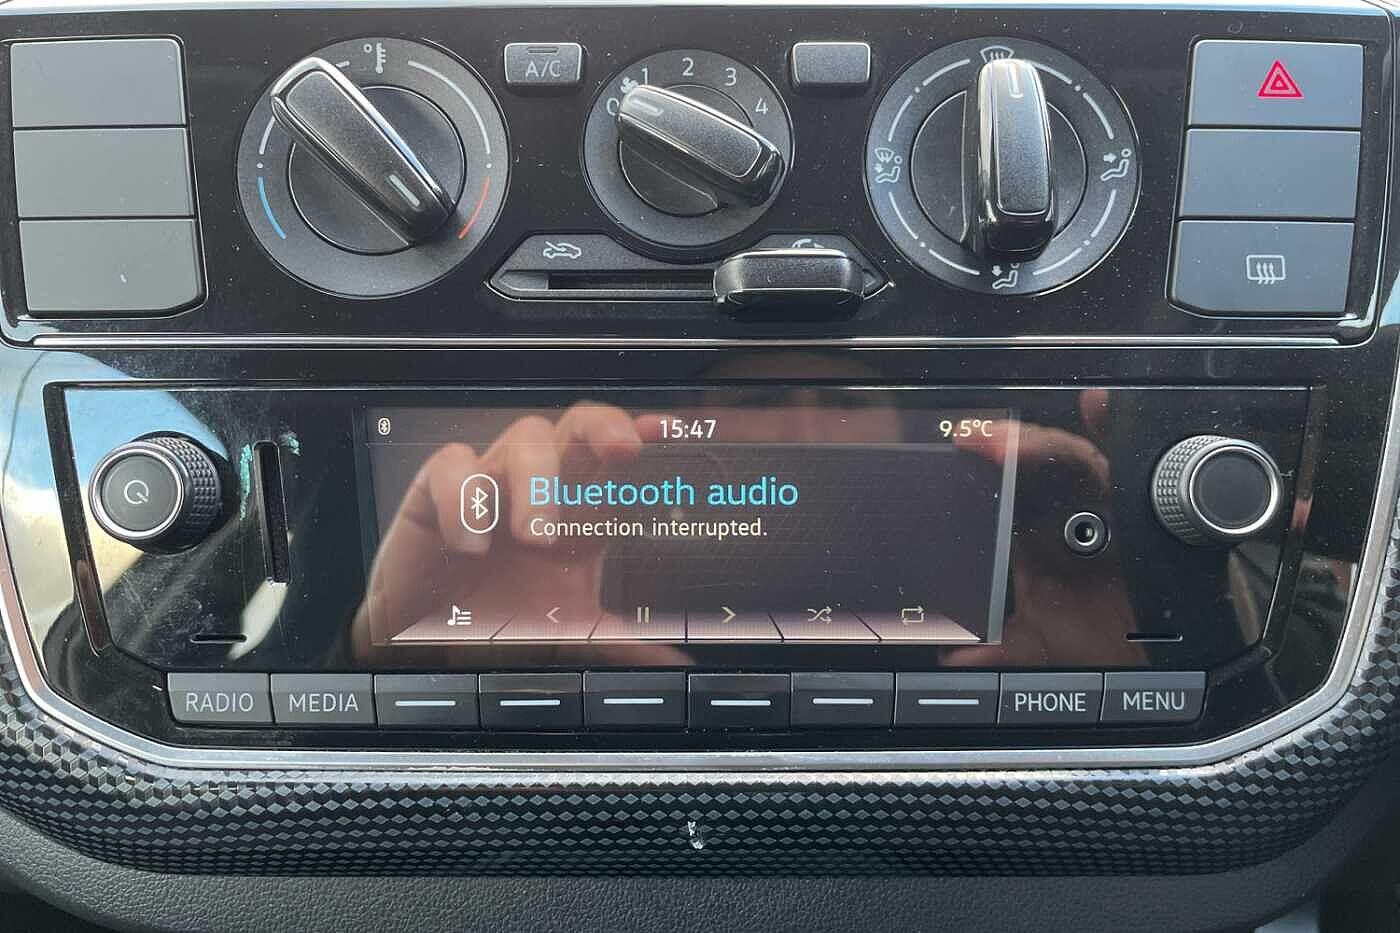 A/C
0 1 2 3 4
15:47 9.5°C
Bluetooth audio
Connection interrupted.
RADIO MEDIA PHONE MENU